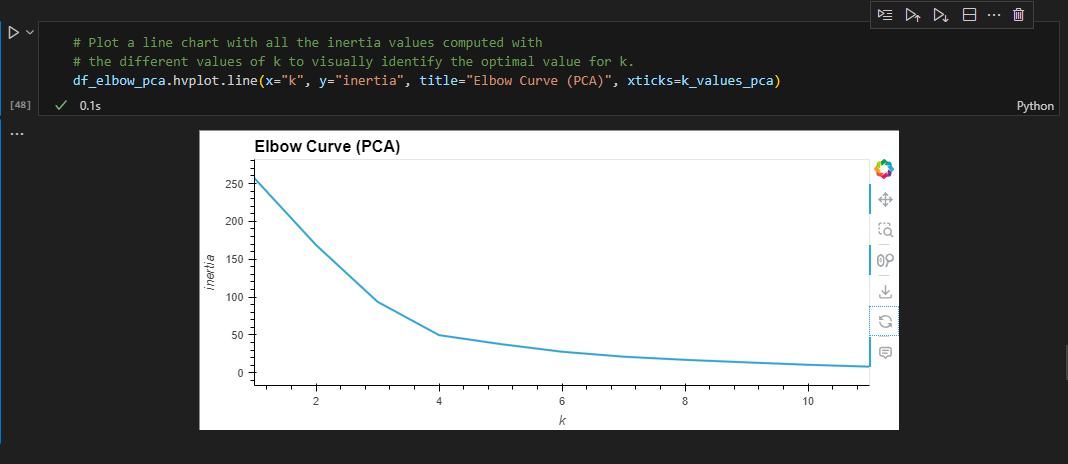 # Plot a line chart with all the inertia values computed with
# the different values of k to visually identify the optimal value for k.
df_elbow_pca.hvplot.line(x="k", y="inertia", title="Elbow Curve (PCA)", xticks=k_values_pca)
[48]
0.1s
Python
Elbow Curve (PCA)
250
200
150
100
50
0
inertia
2
4
6
8
10
k